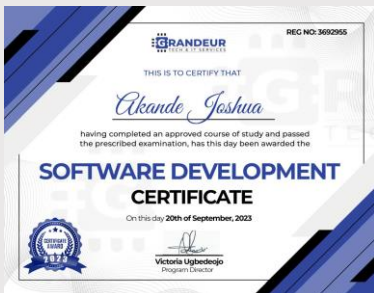 REG NO: 3692955
GRANDEUR
TECH & IT SERVICES
THIS IS TO CERTIFY THAT
Akande Joshua
having completed an approved course of study and passed
the prescribed examination, has this day been awarded the
SOFTWARE DEVELOPMENT
CERTIFICATE
On this day 20th of September, 2023
CERTIFICATE
AWARD
2023
Victoria Ugbedeojo
Program Director